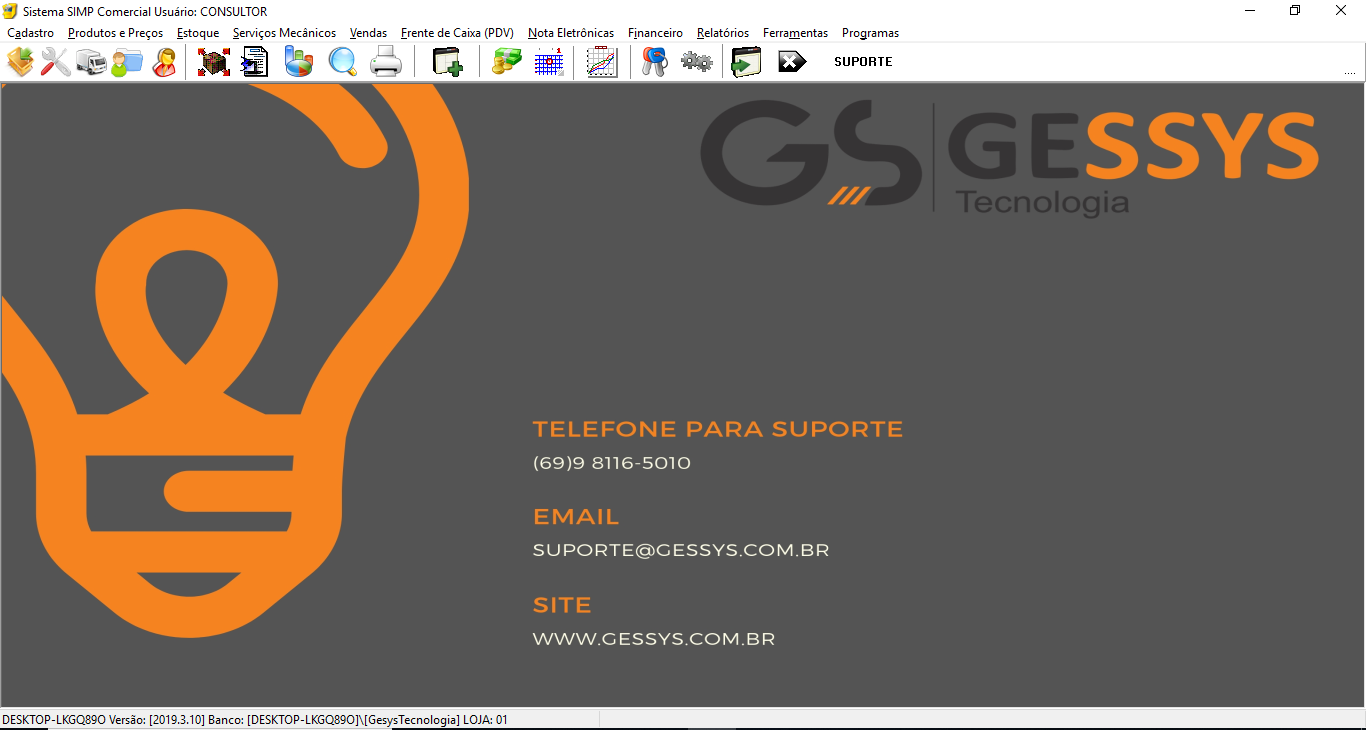 Sistema SIMP Comercial Usuário: CONSULTOR
Cadastro Produtos e Preços Estoque Serviços Mecânicos Vendas Frente de Caixa (PDV) Nota Eletrônicas Financeiro Relatórios Ferramentas Programas
SUPORTE
....
GS GESSYS
Tecnologia
TELEFONE PARA SUPORTE
(69)9 8116-5010
EMAIL
SUPORTE@GESSYS.COM.BR
SITE
WWW.GESSYS.COM.BR
DESKTOP-LKGQ89O Versão: [2019.3.10] Banco: [DESKTOP-LKGQ89O]\[GesysTecnologia] LOJA: 01